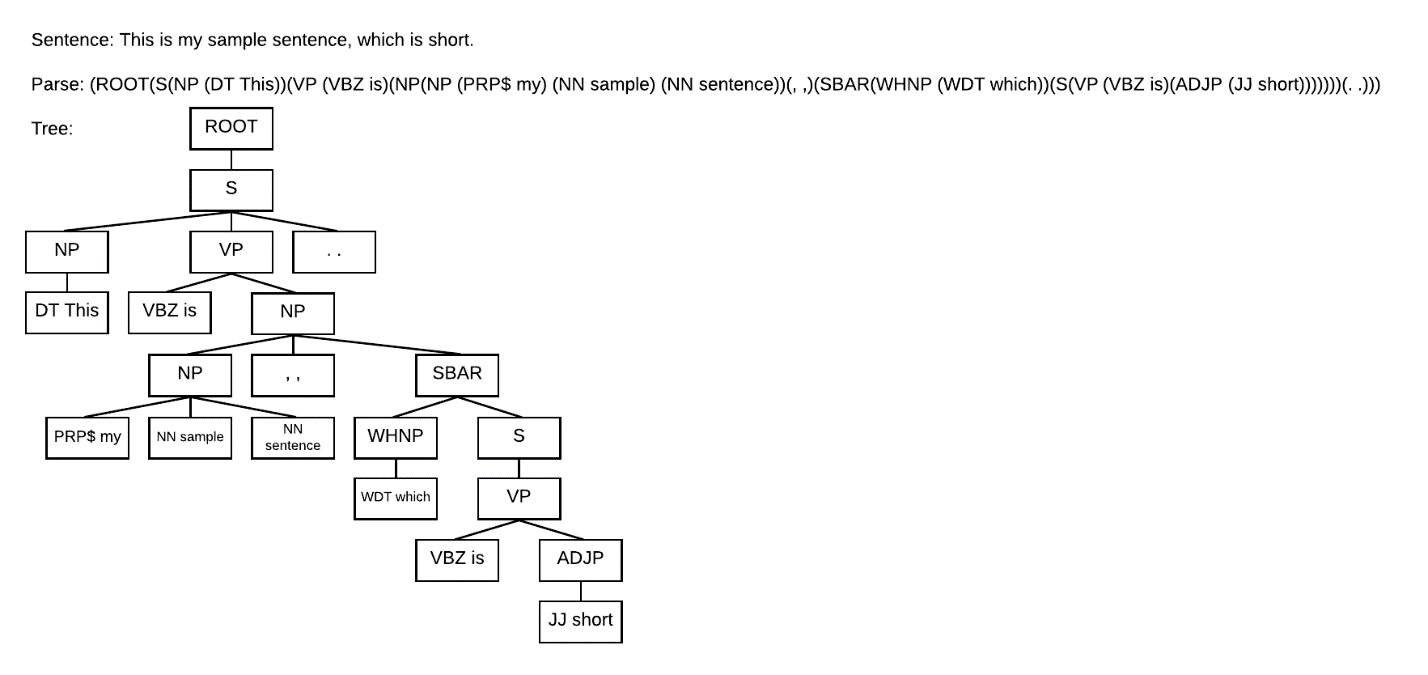 Sentence: This is my sample sentence, which is short.
Parse: (ROOT(S(NP (DT This))(VP (VBZ is)(NP(NP (PRP$ my) (NN sample) (NN sentence))(, ,)(SBAR(WHNP (WDT which))(S(VP (VBZ is)(ADJP (JJ short)))))))(. .)))
Tree:
ROOT
S
NP
VP
. .
DT This
VBZ is
NP
NP
, ,
SBAR
PRP$ my
NN sample
NN
sentence
WHNP
S
WDT which
VP
VBZ is
ADJP
JJ short